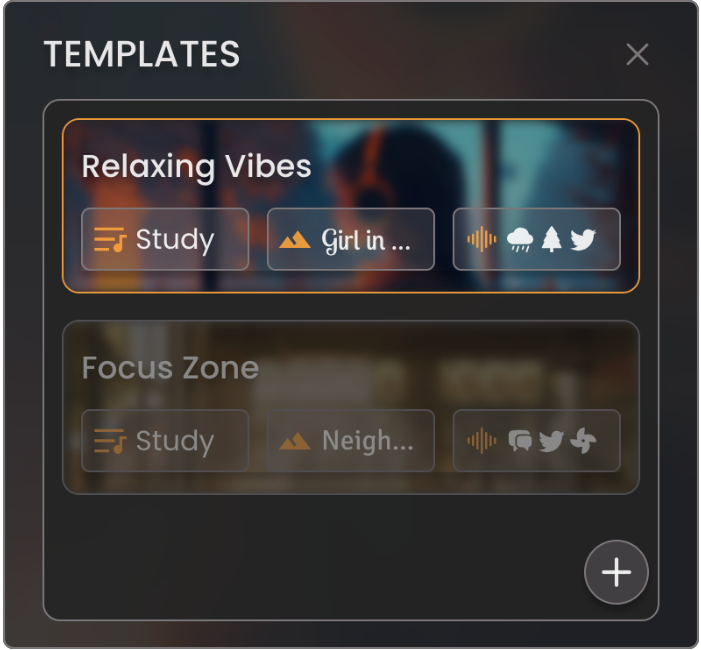 TEMPLATES
Relaxing Vibes
Study
Girl in ...
Focus Zone
Study
Neigh...